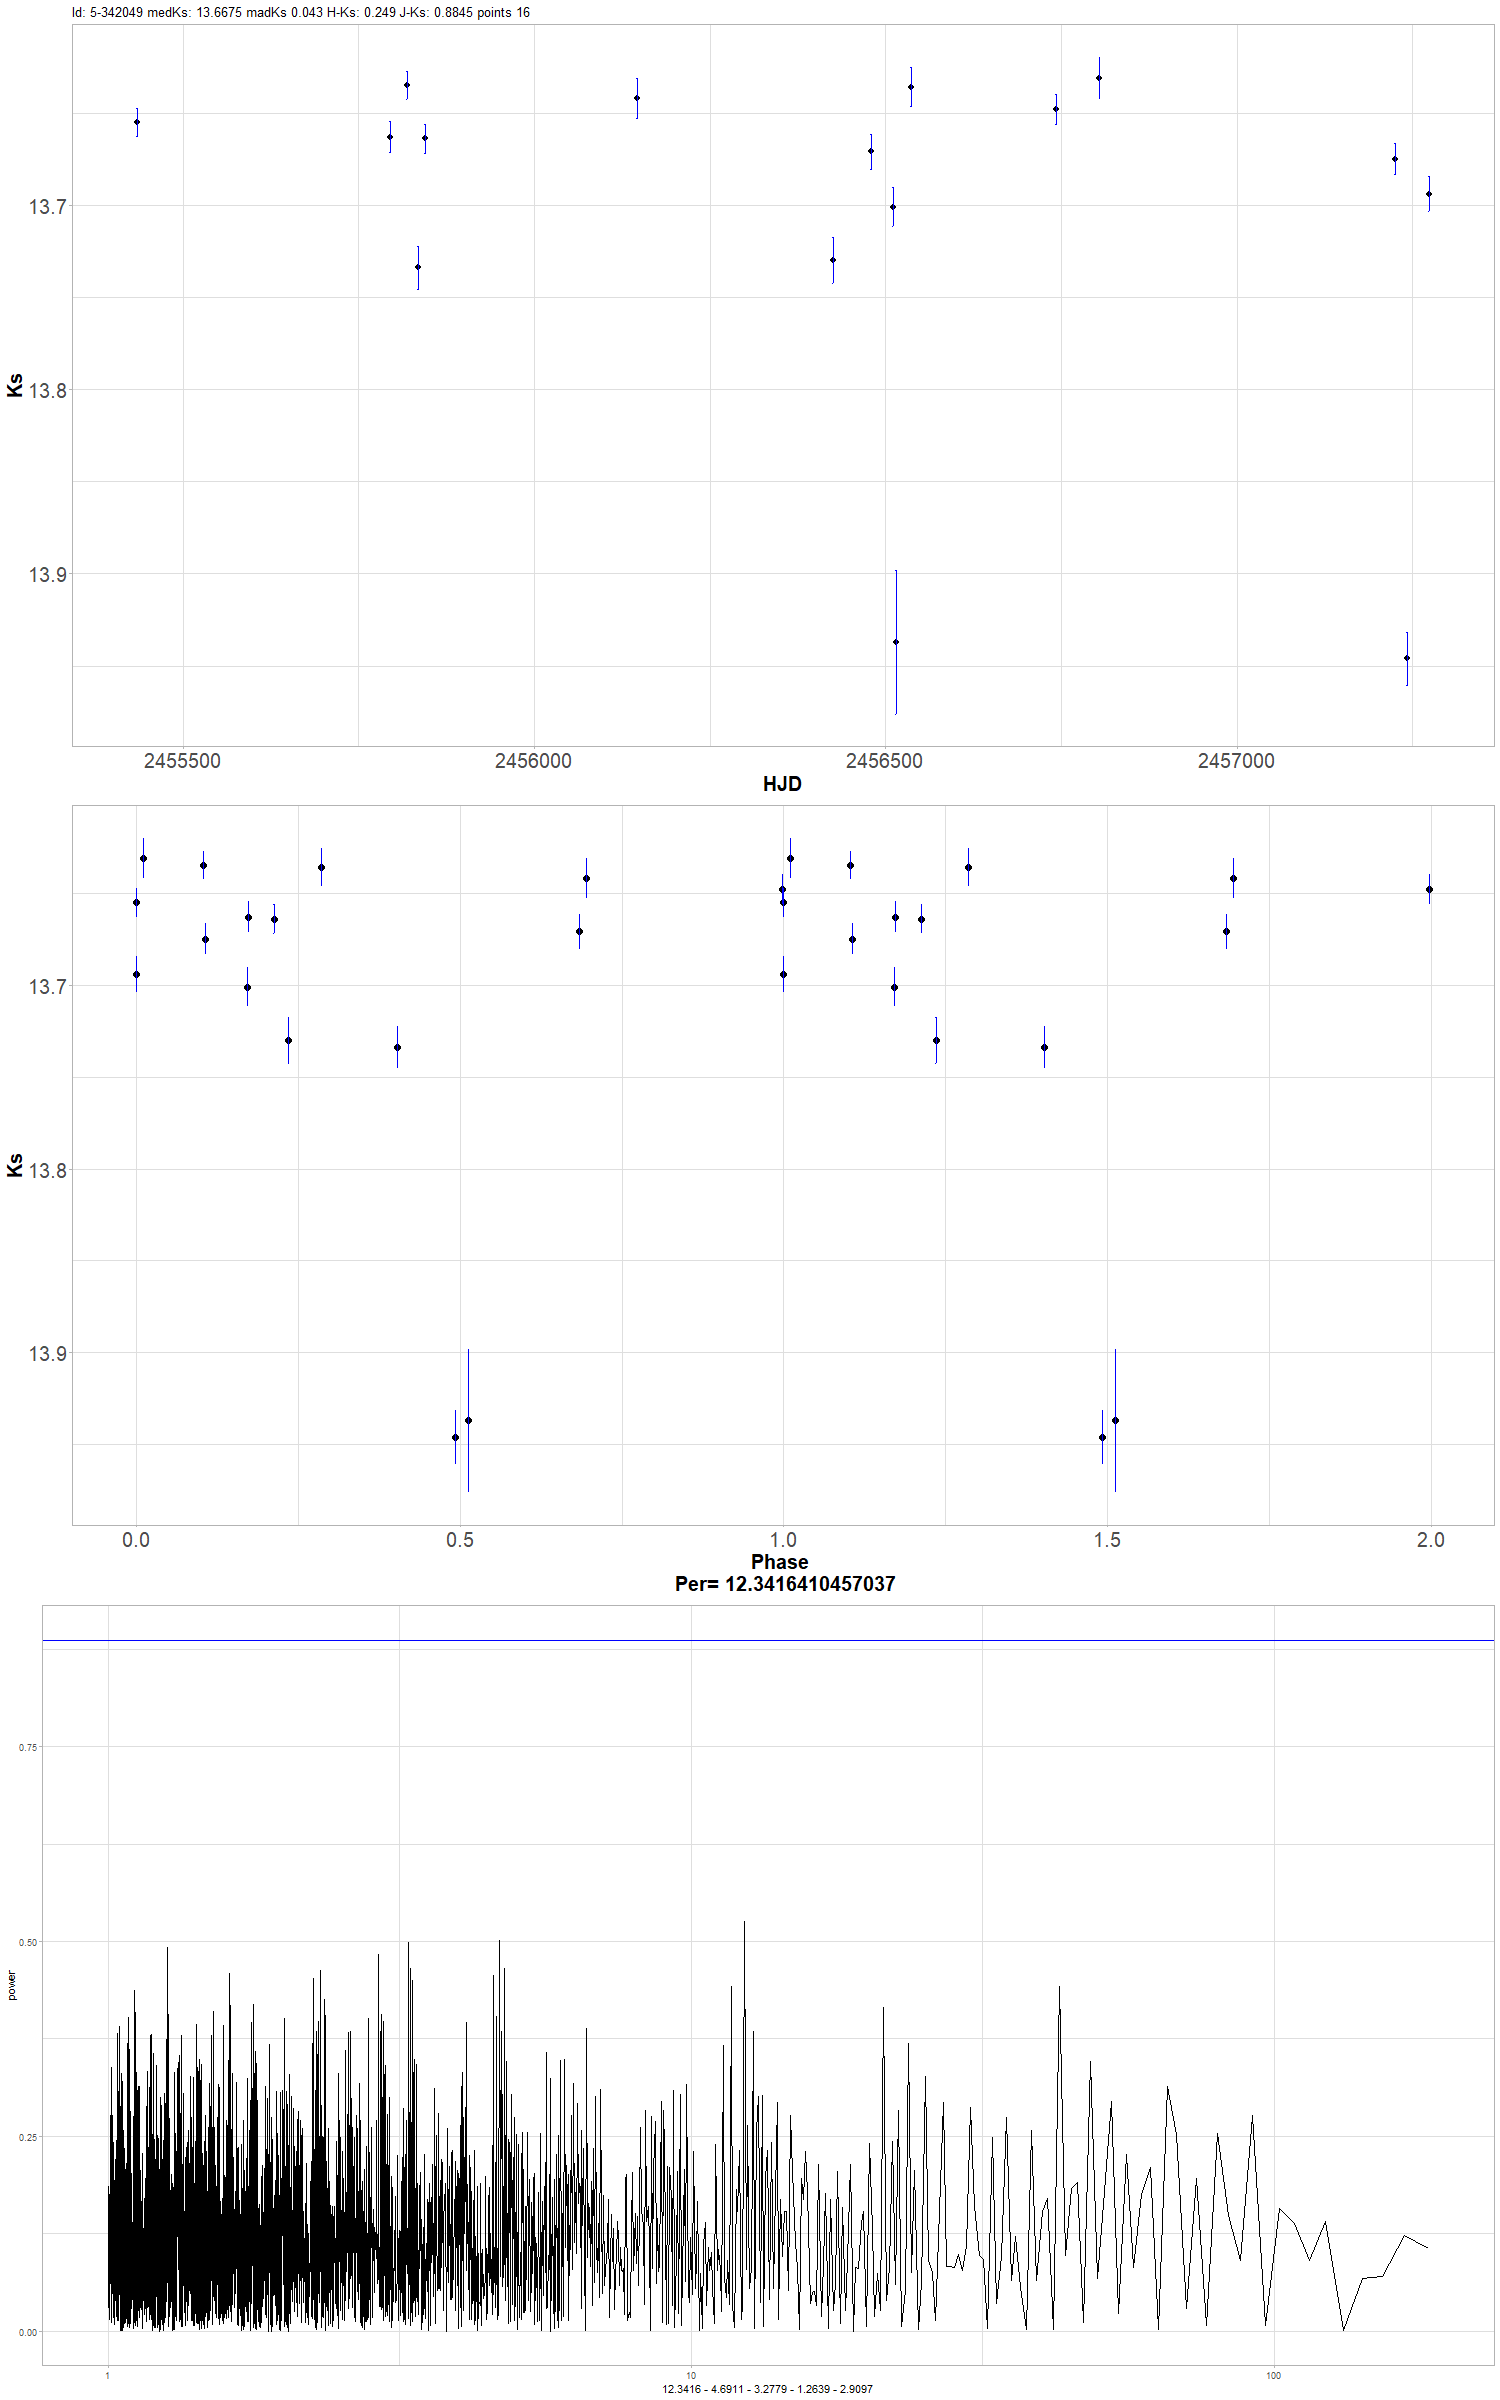 Id: 5-342049 medKs: 13.6675 madKs 0.043 H-Ks: 0.249 J-Ks: 0.8845 points 16
13.7
13.8
13.9
Ks
2455500 2456000 2456500 2457000
HJD
13.7
13.8
13.9
Ks
0.0 0.5 1.0 1.5 2.0
Phase
Per= 12.3416410457037
0.75
0.50
0.25
0.00
power
1 10 100
12.3416 - 4.6911 - 3.2779 - 1.2639 - 2.9097